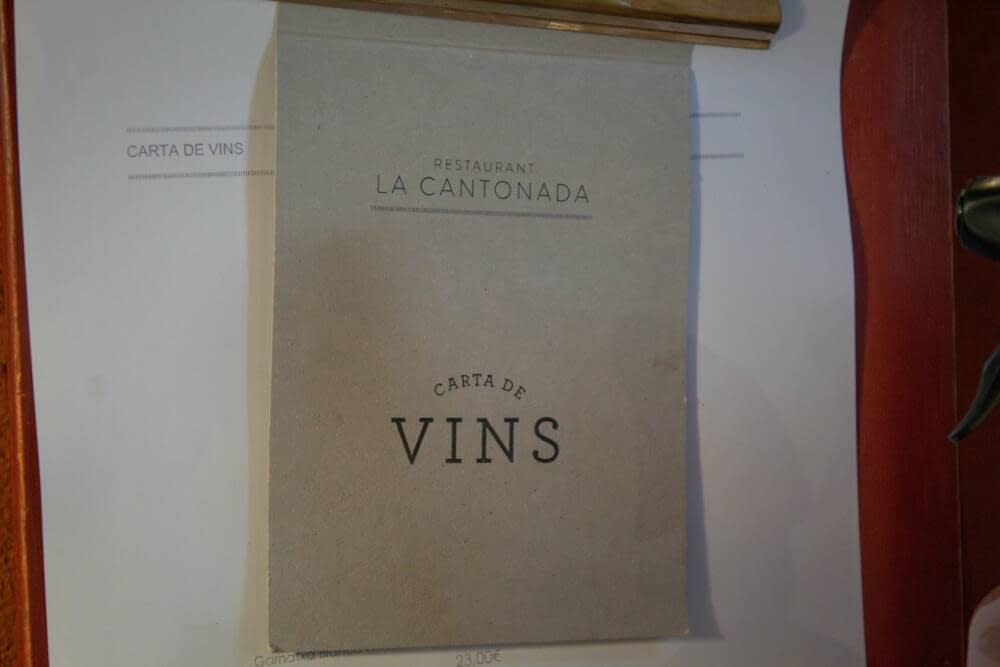 CARTA DE VINS
RESTAURANT
LA CANTONADA
CARTA DE
VINS
23,00€